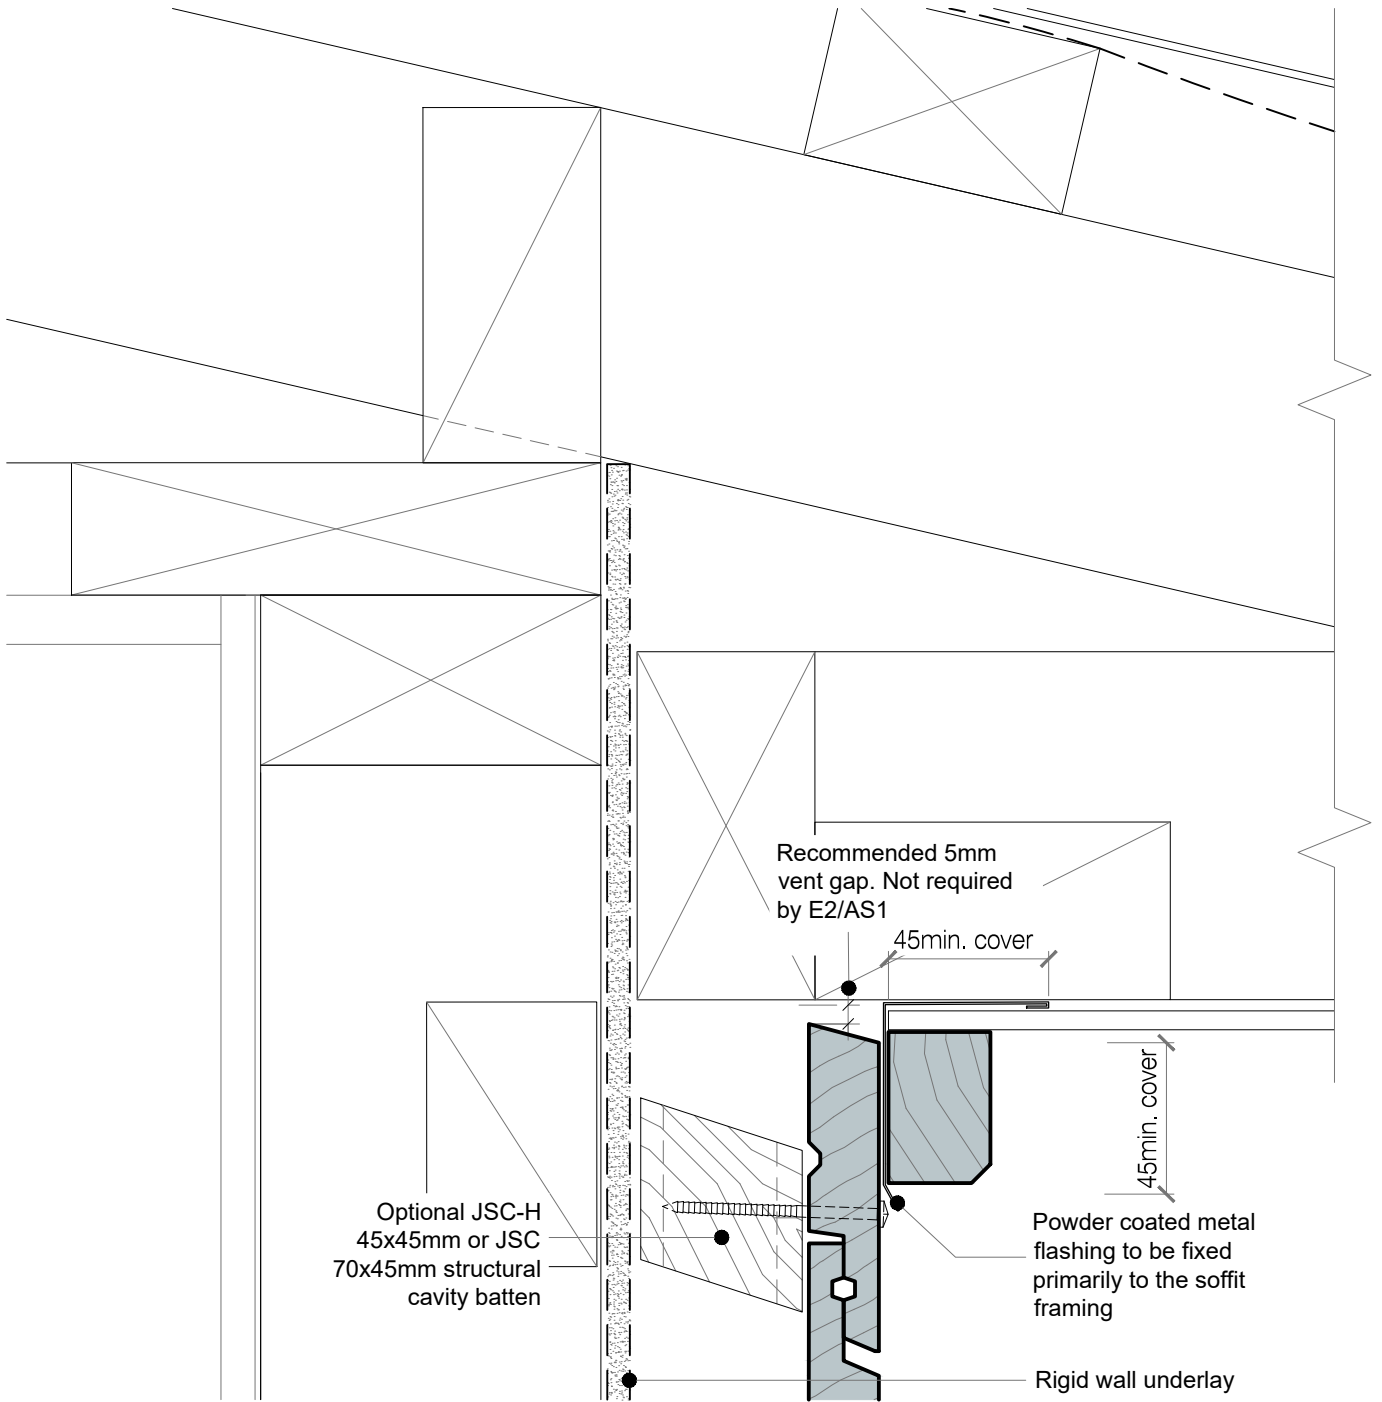 Recommended 5mm
vent gap. Not required
by E2/AS1
45min. cover
45min. cover
Optional JSC-H
45x45mm or JSC
70x45mm structural
cavity batten
Powder coated metal
flashing to be fixed
primarily to the soffit
framing
Rigid wall underlay